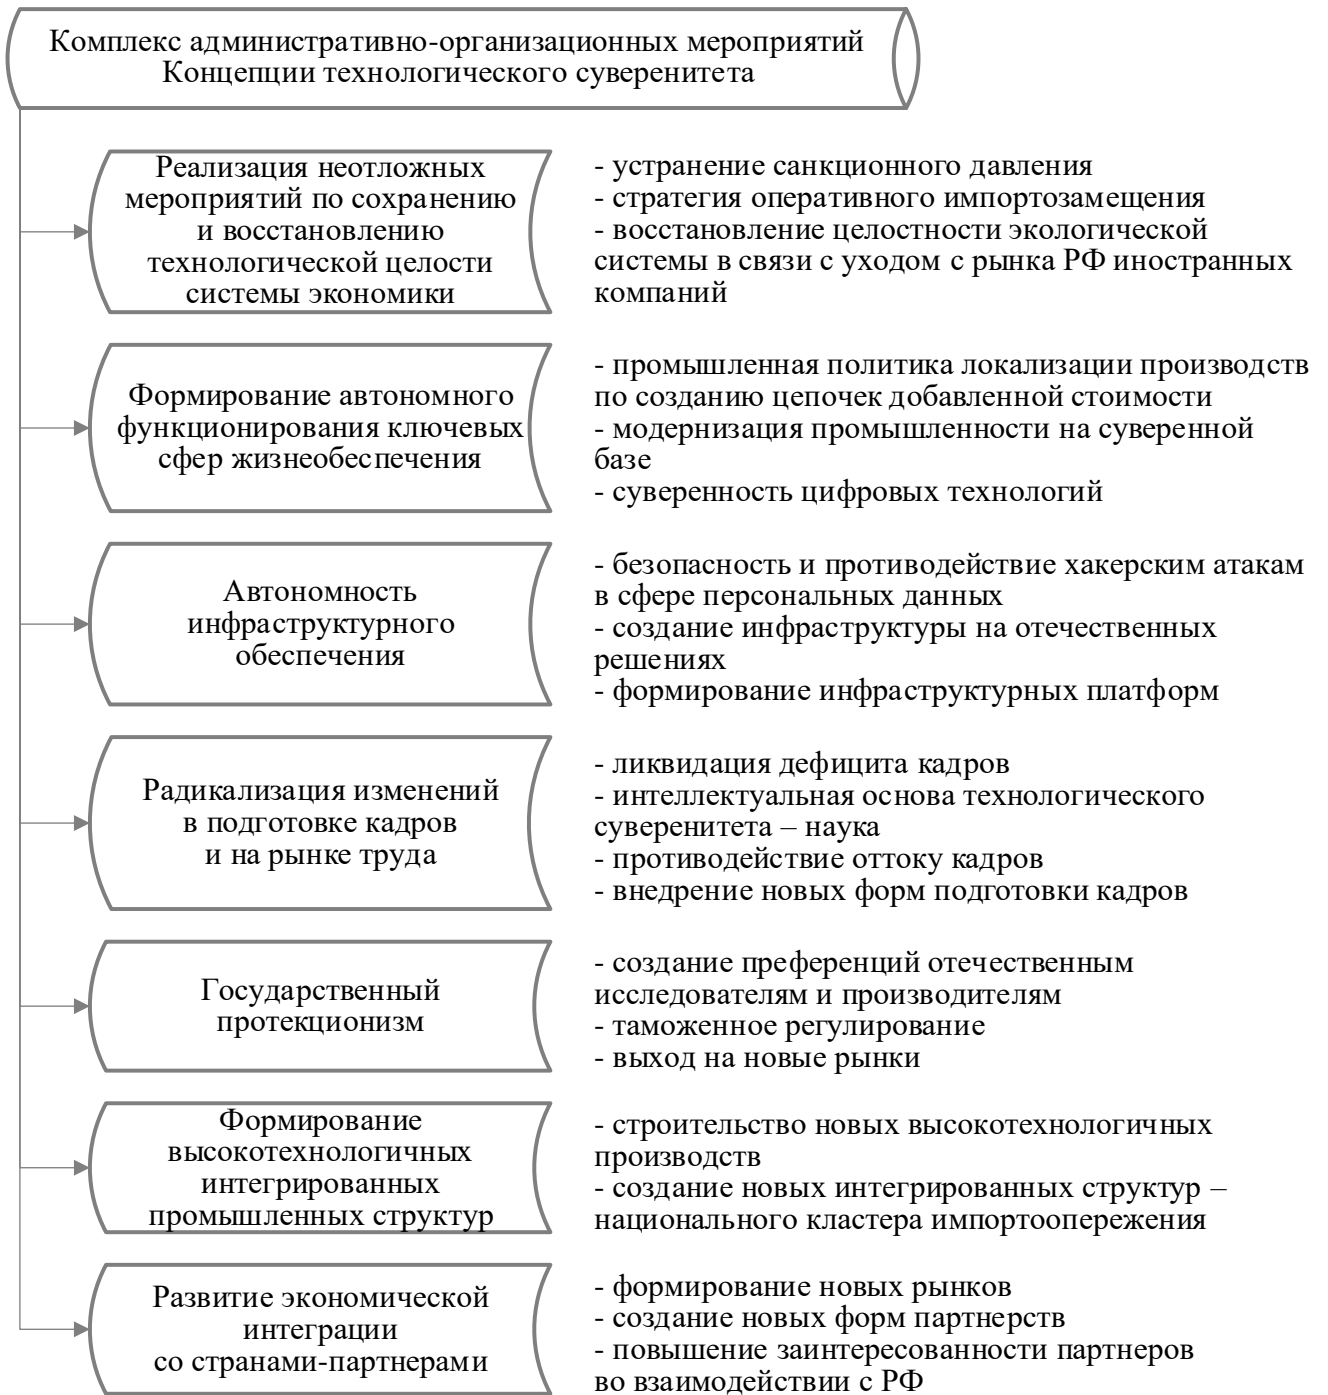 Комплекс административно-организационных мероприятий
Концепции технологического суверенитета
Реализация неотложных
мероприятий по сохранению
и восстановлению
технологической целости
системы экономики
- устранение санкционного давления
- стратегия оперативного импортозамещения
- восстановление целостности экологической
системы в связи с уходом с рынка РФ иностранных
компаний
Формирование автономного
функционирования ключевых
сфер жизнеобеспечения
- промышленная политика локализации производств
по созданию цепочек добавленной стоимости
- модернизация промышленности на суверенной
базе
- суверенность цифровых технологий
Автономность
инфраструктурного
обеспечения
- безопасность и противодействие хакерским атакам
в сфере персональных данных
- создание инфраструктуры на отечественных
решениях
- формирование инфраструктурных платформ
Радикализация изменений
в подготовке кадров
и на рынке труда
- ликвидация дефицита кадров
- интеллектуальная основа технологического
суверенитета – наука
- противодействие оттоку кадров
- внедрение новых форм подготовки кадров
Государственный
протекционизм
- создание преференций отечественным
исследователям и производителям
- таможенное регулирование
- выход на новые рынки
Формирование
высокотехнологичных
интегрированных
промышленных структур
- строительство новых высокотехнологичных
производств
- создание новых интегрированных структур –
национального кластера импортоопережения
Развитие экономической
интеграции
со странами-партнерами
- формирование новых рынков
- создание новых форм партнерств
- повышение заинтересованности партнеров
во взаимодействии с РФ